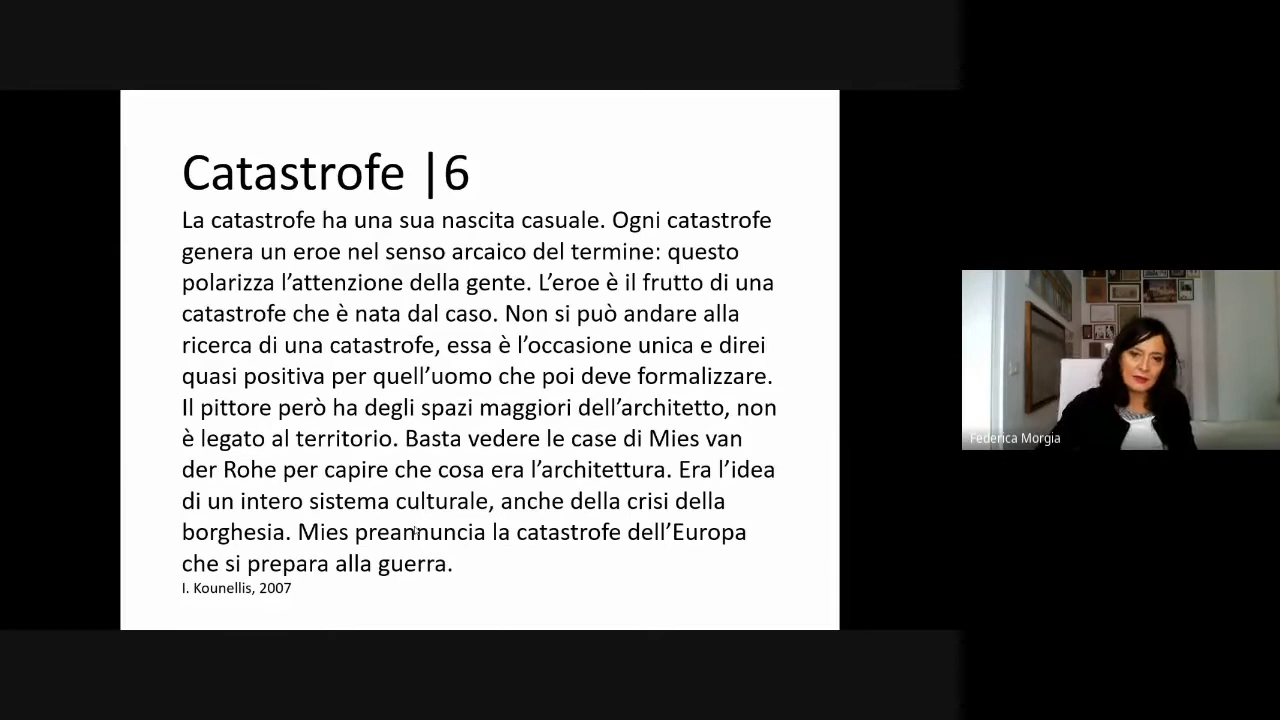 Catastrofe |6
La catastrofe ha una sua nascita casuale. Ogni catastrofe
genera un eroe nel senso arcaico del termine: questo
polarizza l’attenzione della gente. L’eroe è il frutto di una
catastrofe che è nata dal caso. Non si può andare alla
ricerca di una catastrofe, essa è l’occasione unica e direi
quasi positiva per quell’uomo che poi deve formalizzare.
Il pittore però ha degli spazi maggiori dell’architetto, non
è legato al territorio. Basta vedere le case di Mies van
der Rohe per capire che cosa era l’architettura. Era l’idea
di un intero sistema culturale, anche della crisi della
borghesia. Mies preannuncia la catastrofe dell’Europa
che si prepara alla guerra.
I. Kounellis, 2007
Federica Morgia